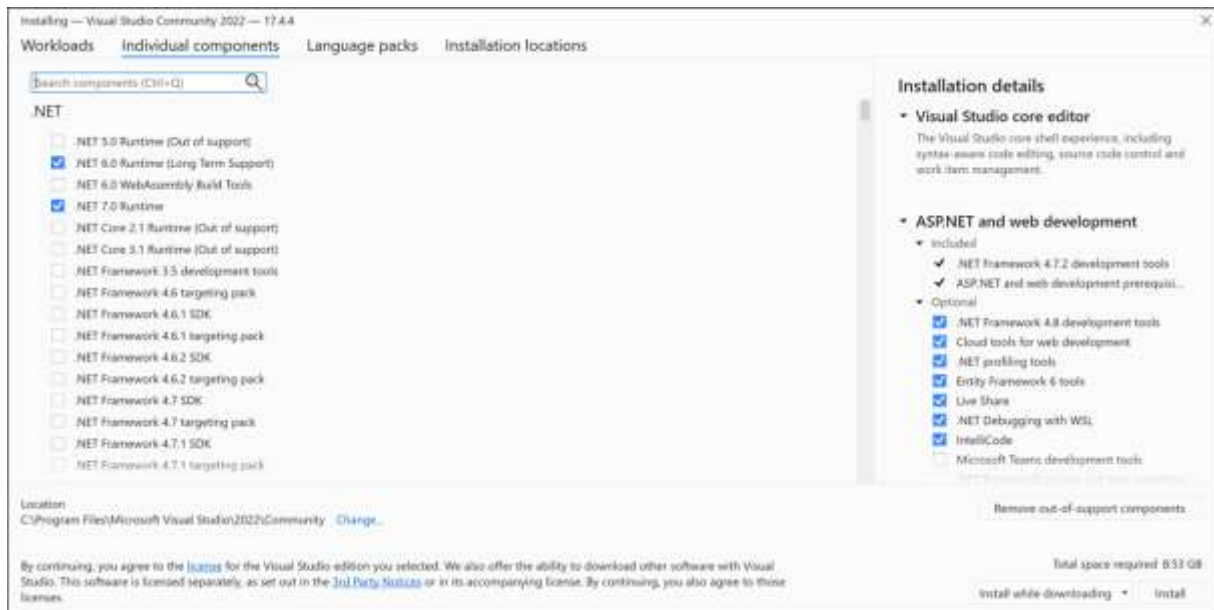 Installing — Visual Studio Community 2022 — 17.4.4
Workloads Individual components Language packs Installation locations
Search components (Ctrl+Q)
.NET
.NET 5.0 Runtime (Out of support)
.NET 6.0 Runtime (Long Term Support)
.NET 6.0 WebAssembly Build Tools
.NET 7.0 Runtime
.NET Core 2.1 Runtime (Out of support)
.NET Core 3.1 Runtime (Out of support)
.NET Framework 3.5 development tools
.NET Framework 4.6 targeting pack
.NET Framework 4.6.1 SDK
.NET Framework 4.6.1 targeting pack
.NET Framework 4.6.2 SDK
.NET Framework 4.6.2 targeting pack
.NET Framework 4.7 SDK
.NET Framework 4.7 targeting pack
.NET Framework 4.7.1 SDK
.NET Framework 4.7.1 targeting pack
Installation details
Visual Studio core editor
The Visual Studio core shell experience, including
syntax-aware code editing, source code control and
work item management.
ASP.NET and web development
Included
.NET Framework 4.7.2 development tools
ASP.NET and web development prerequisi...
Optional
.NET Framework 4.8 development tools
Cloud tools for web development
.NET profiling tools
Entity Framework 6 tools
Live Share
.NET Debugging with WSL
IntelliCode
Microsoft Teams development tools
Location
C:\Program Files\Microsoft Visual Studio\2022\Community Change...
Remove out-of-support components
By continuing, you agree to the license for the Visual Studio edition you selected. We also offer the ability to download other software with Visual
Studio. This software is licensed separately, as set out in the 3rd Party Notices or in its accompanying license. By continuing, you also agree to those
licenses.
Total space required 8.53 GB
Install while downloading Install